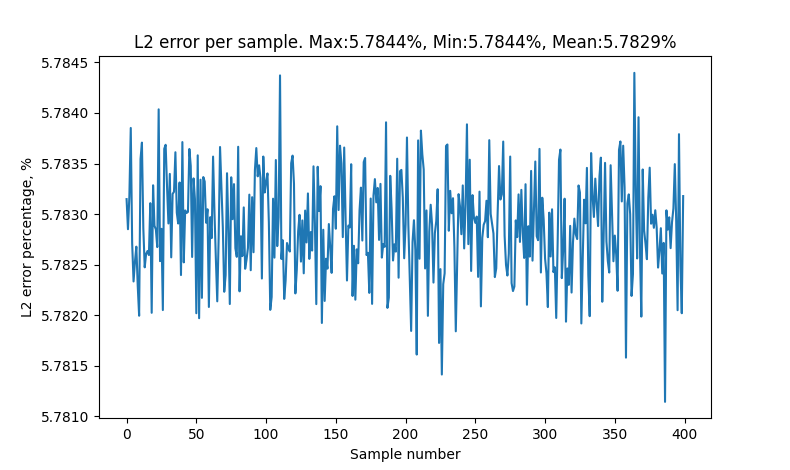 L2 error per sample. Max:5.7844%, Min:5.7844%, Mean:5.7829%
L2 error percentage, %
5.7845
5.7840
5.7835
5.7830
5.7825
5.7820
5.7815
5.7810
0 50 100 150 200 250 300 350 400
Sample number